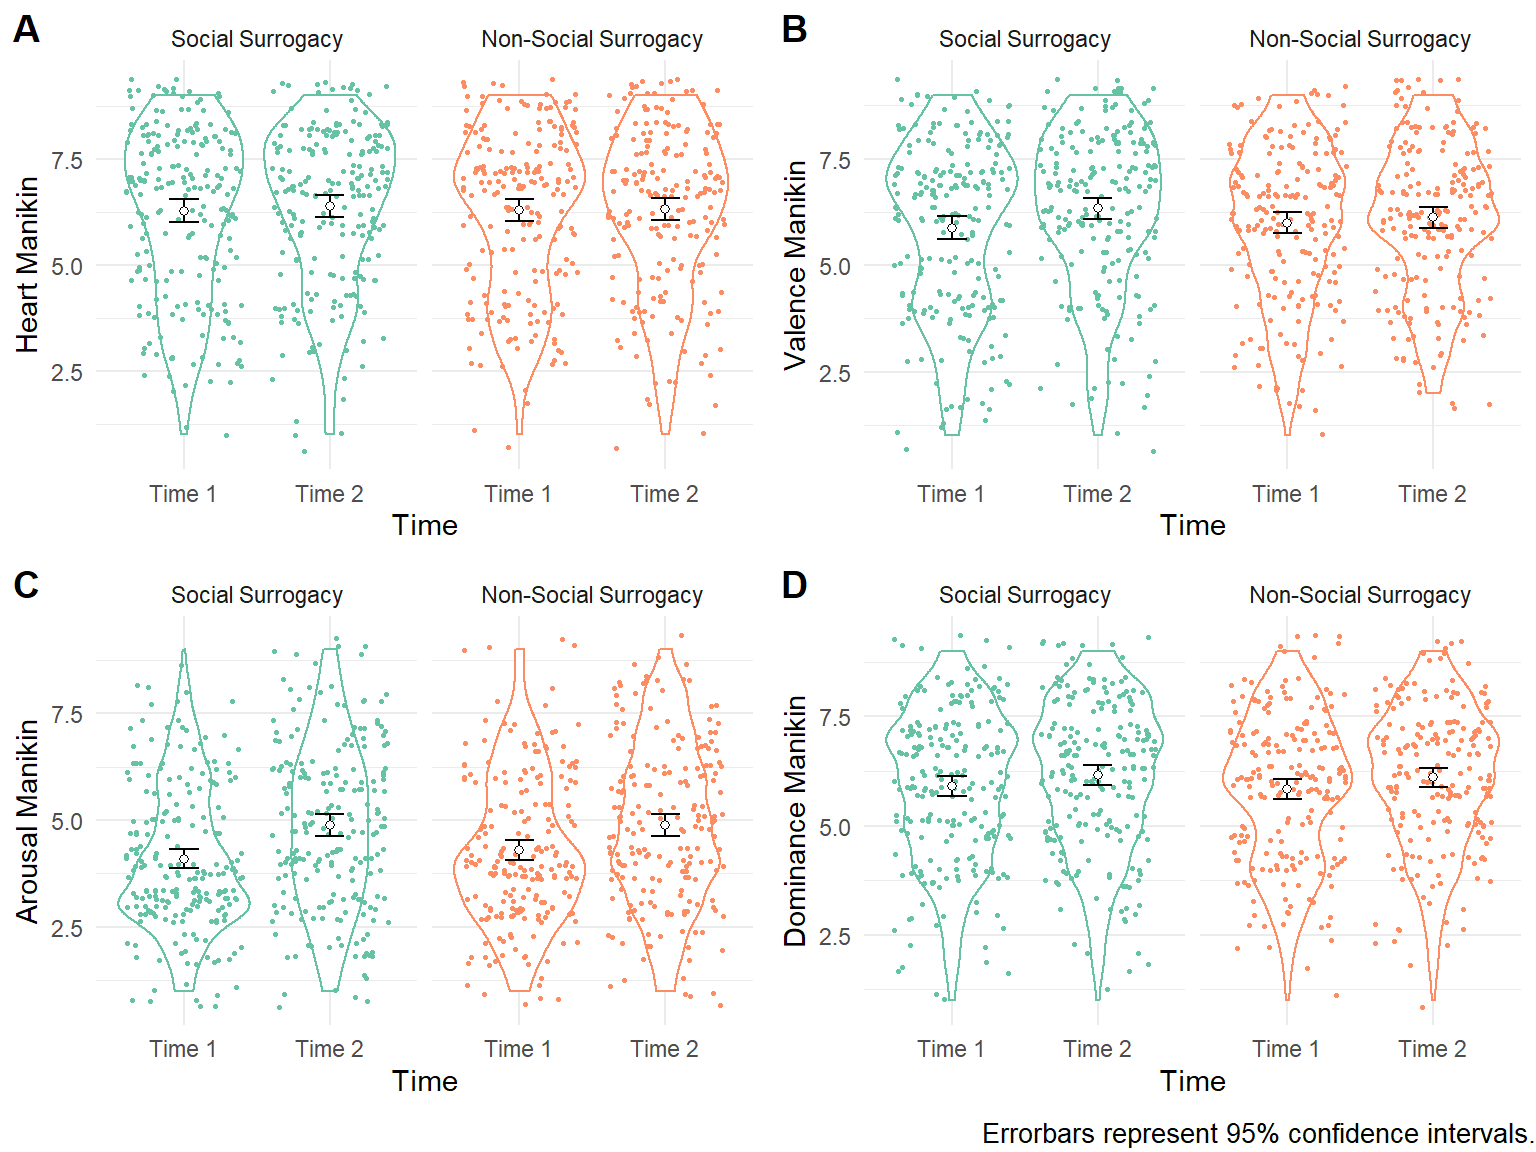 A
Social Surrogacy
Non-Social Surrogacy
Heart Manikin
7.5
5.0
2.5
Time 1
Time 2
Time 1
Time 2
Time
B
Social Surrogacy
Non-Social Surrogacy
Valence Manikin
7.5
5.0
2.5
Time 1
Time 2
Time 1
Time 2
Time
C
Social Surrogacy
Non-Social Surrogacy
Arousal Manikin
7.5
5.0
2.5
Time 1
Time 2
Time 1
Time 2
Time
D
Social Surrogacy
Non-Social Surrogacy
Dominance Manikin
7.5
5.0
2.5
Time 1
Time 2
Time 1
Time 2
Time
Errorbars represent 95% confidence intervals.